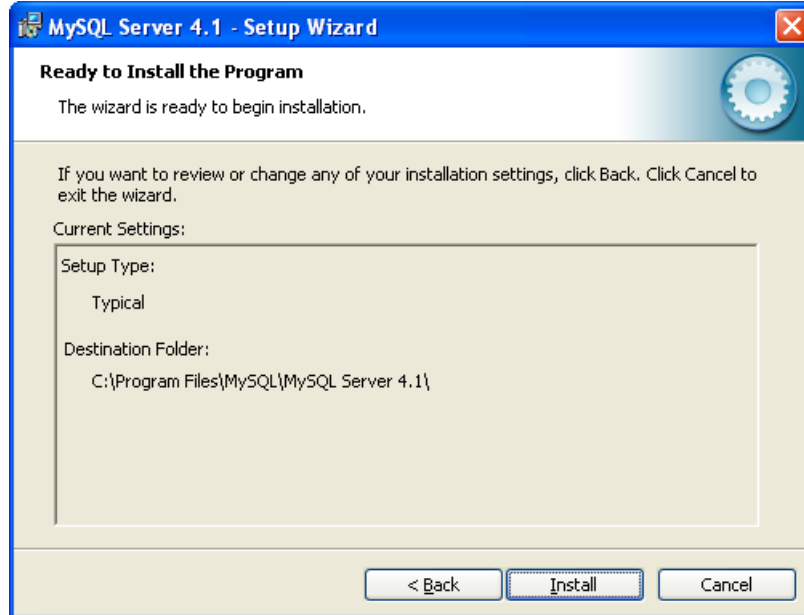 MySQL Server 4.1 - Setup Wizard
Ready to Install the Program
The wizard is ready to begin installation.
If you want to review or change any of your installation settings, click Back. Click Cancel to
exit the wizard.
Current Settings:
Setup Type:
Typical
Destination Folder:
C:\Program Files\MySQL\MySQL Server 4.1\
< Back
Install
Cancel